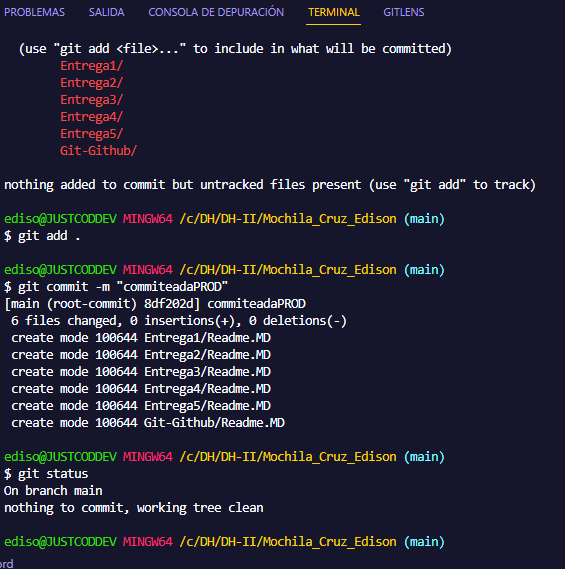 PROBLEMAS SALIDA CONSOLA DE DEPURACIÓN TERMINAL GITLENS
(use "git add <file>..." to include in what will be committed)
Entrega1/
Entrega2/
Entrega3/
Entrega4/
Entrega5/
Git-Github/
nothing added to commit but untracked files present (use "git add" to track)
ediso@JUSTCODDEV MINGW64 /c/DH/DH-II/Mochila_Cruz_Edison (main)
$ git add .
ediso@JUSTCODDEV MINGW64 /c/DH/DH-II/Mochila_Cruz_Edison (main)
$ git commit -m "commiteadaPROD"
[main (root-commit) 8df202d] commiteadaPROD
6 files changed, 0 insertions(+), 0 deletions(-)
create mode 100644 Entrega1/Readme.MD
create mode 100644 Entrega2/Readme.MD
create mode 100644 Entrega3/Readme.MD
create mode 100644 Entrega4/Readme.MD
create mode 100644 Entrega5/Readme.MD
create mode 100644 Git-Github/Readme.MD
ediso@JUSTCODDEV MINGW64 /c/DH/DH-II/Mochila_Cruz_Edison (main)
$ git status
On branch main
nothing to commit, working tree clean
ediso@JUSTCODDEV MINGW64 /c/DH/DH-II/Mochila_Cruz_Edison (main)